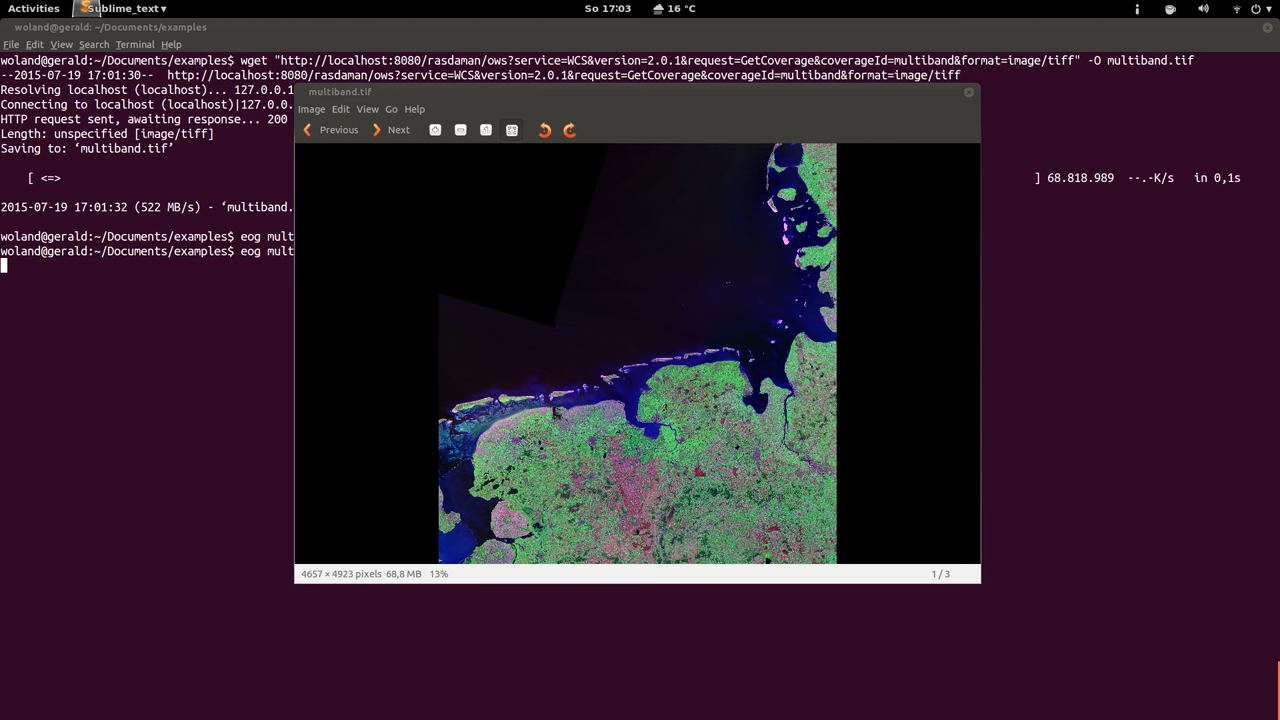 Activities Sublime_text▾ So 17:03 16 °C
woland@gerald: ~/Documents/examples
File Edit View Search Terminal Help
woland@gerald:~/Documents/examples$ wget "http://localhost:8080/rasdaman/ows?service=WCS&version=2.0.1&request=GetCoverage&coverageId=multiband&format=image/tiff" -O multiband.tif
--2015-07-19 17:01:30--  http://localhost:8080/rasdaman/ows?service=WCS&version=2.0.1&request=GetCoverage&coverageId=multiband&format=image/tiff
Resolving localhost (localhost)... 127.0.0.1
Connecting to localhost (localhost)|127.0.0.
HTTP request sent, awaiting response... 200
Length: unspecified [image/tiff]
Saving to: ‘multiband.tif’
[ <=> ] 68.818.989 --.-K/s in 0,1s
2015-07-19 17:01:32 (522 MB/s) - ‘multiband.
woland@gerald:~/Documents/examples$ eog mult
woland@gerald:~/Documents/examples$ eog mult
multiband.tif
Image Edit View Go Help
Previous Next
4657 × 4923 pixels 68,8 MB 13% 1 / 3